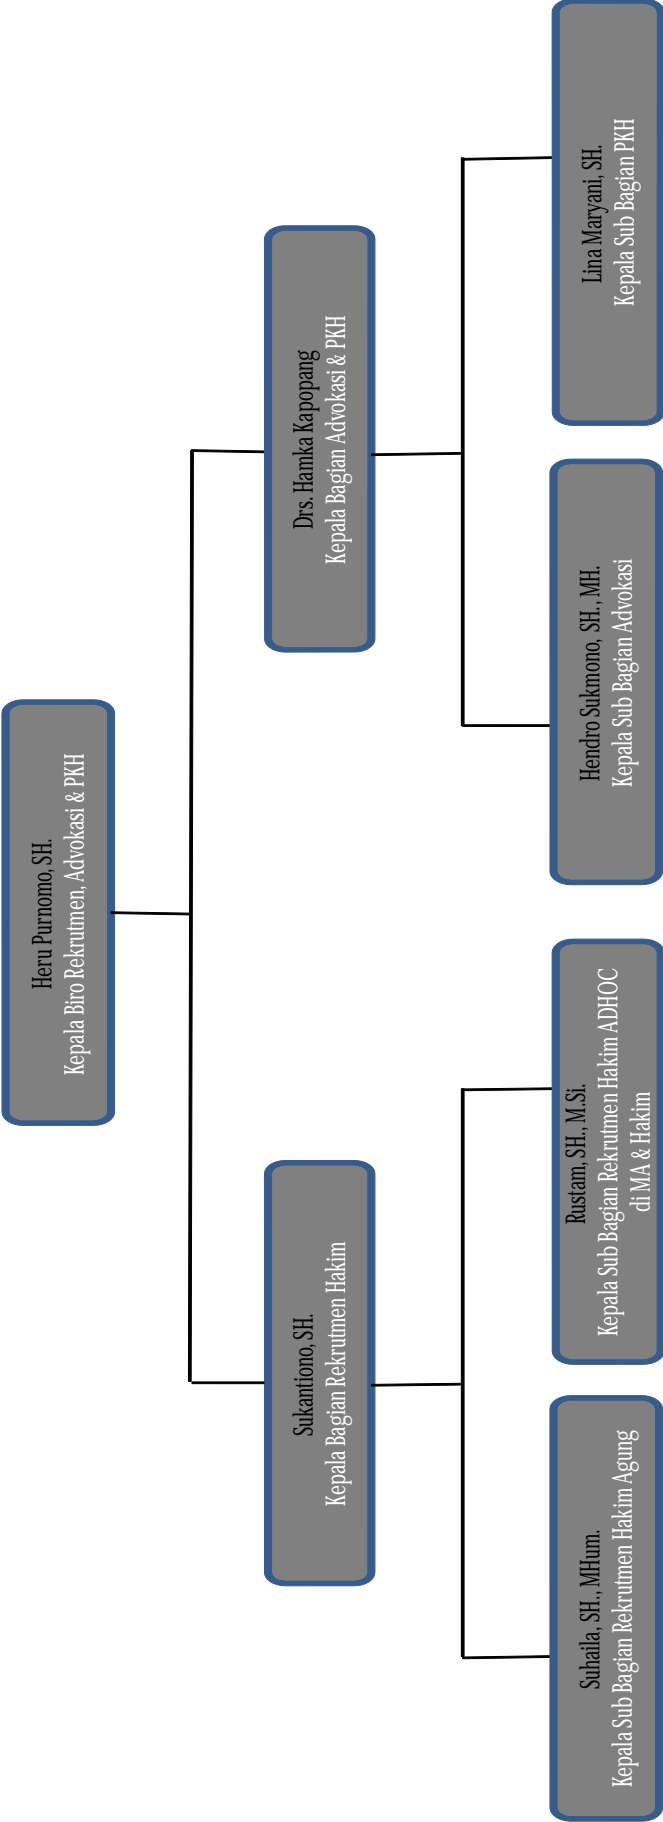 Heru Purnomo, SH.
Kepala Biro Rekrutmen, Advokasi & PKH
Sukantiono, SH.
Kepala Bagian Rekrutmen Hakim
Drs. Hamka Kapopang
Kepala Bagian Advokasi & PKH
Suhaila, SH., MHum.
Kepala Sub Bagian Rekrutmen Hakim Agung
Rustam, SH., M.Si.
Kepala Sub Bagian Rekrutmen Hakim ADHOC
di MA & Hakim
Hendro Sukmono, SH., MH.
Kepala Sub Bagian Advokasi
Lina Maryani, SH.
Kepala Sub Bagian PKH